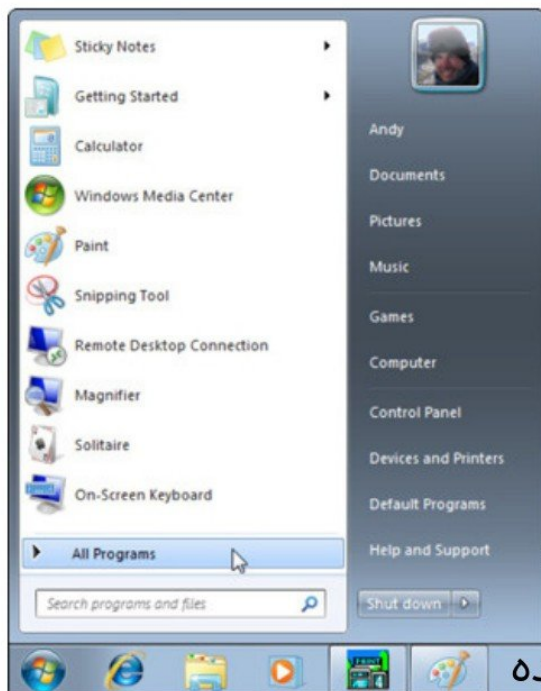 Sticky Notes
Getting Started
Calculator
Windows Media Center
Paint
Snipping Tool
Remote Desktop Connection
Magnifier
Solitaire
On-Screen Keyboard
All Programs
Search programs and files
Andy
Documents
Pictures
Music
Games
Computer
Control Panel
Devices and Printers
Default Programs
Help and Support
Shut down
PAINT